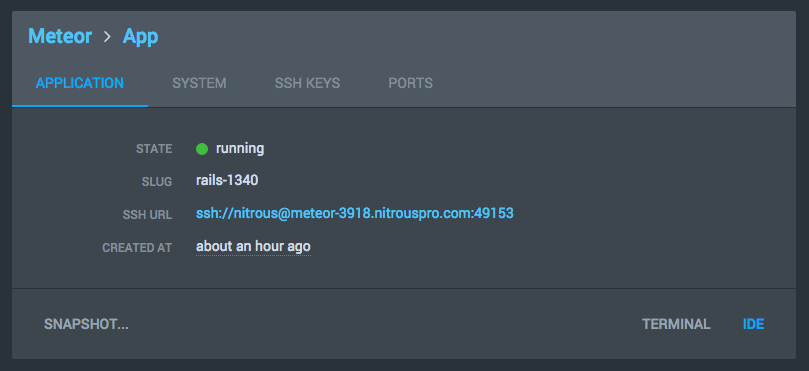 Meteor > App
APPLICATION SYSTEM SSH KEYS PORTS
STATE running
SLUG rails-1340
SSH URL ssh://nitrous@meteor-3918.nitrouspro.com:49153
CREATED AT about an hour ago
SNAPSHOT... TERMINAL IDE